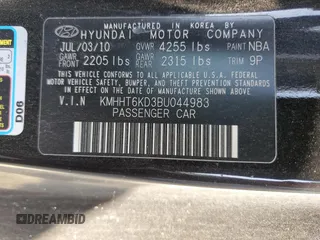 MANUFACTURED IN KOREA BY
HYUNDAI MOTOR COMPANY
JUL/03/10 GVWR 4255 lbs PAINT NBA
GAWR FRT 2205 lbs GAWR RR 2315 lbs TRIM 9P
THIS VEHICLE CONFORMS TO ALL APPLICABLE FEDERAL
MOTOR VEHICLE SAFETY, BUMPER, AND THEFT PREVENTION
STANDARDS IN EFFECT ON THE DATE OF MANUFACTURE SHOWN ABOVE.
V.I.N KMHHT6KD3BU044983
PASSENGER CAR
D06
DREAMBID